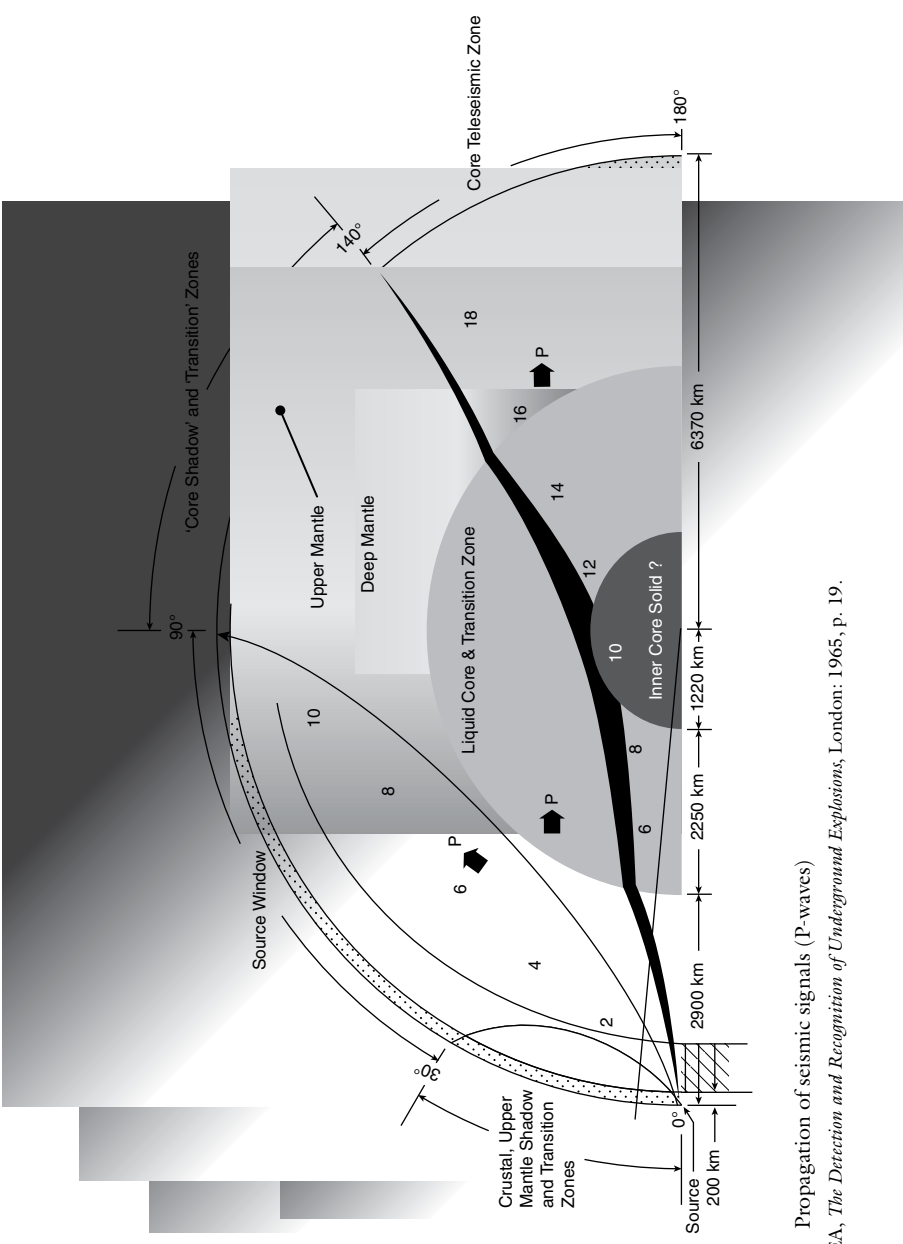 'Core Shadow' and 'Transition' Zones
90°
Source Window
Upper Mantle
Deep Mantle
Core Teleseismic Zone
140°
30°
Crustal, Upper
Mantle Shadow
and Transition
Zones
Liquid Core & Transition Zone
Inner Core Solid ?
2
4
6
8
10
P
P
P
6
8
10
12
14
16
18
0°
180°
Source
200 km
2900 km
2250 km
1220 km
6370 km
Propagation of seismic signals (P-waves)
The Detection and Recognition of Underground Explosions, London: 1965, p. 19.